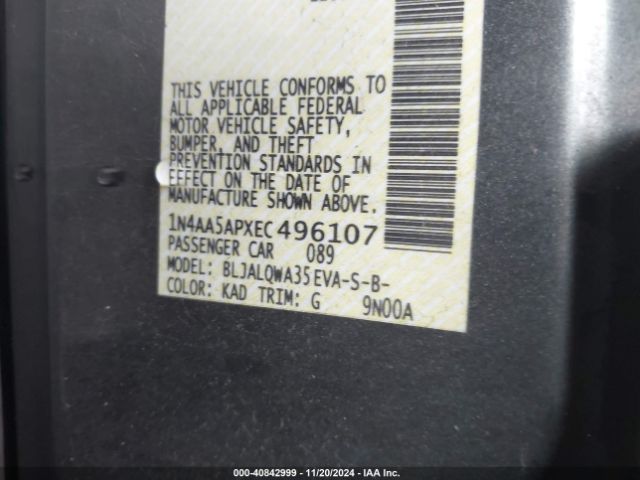 THIS VEHICLE CONFORMS TO
ALL APPLICABLE FEDERAL
MOTOR VEHICLE SAFETY,
BUMPER, AND THEFT
PREVENTION STANDARDS IN
EFFECT ON THE DATE OF
MANUFACTURE SHOWN ABOVE.
1N4AA5APXEC496107
PASSENGER CAR 089
MODEL: BLJALQWA35EVA-S-B-
COLOR: KAD TRIM: G 9N00A
000-40842999 - 11/20/2024 - IAA Inc.